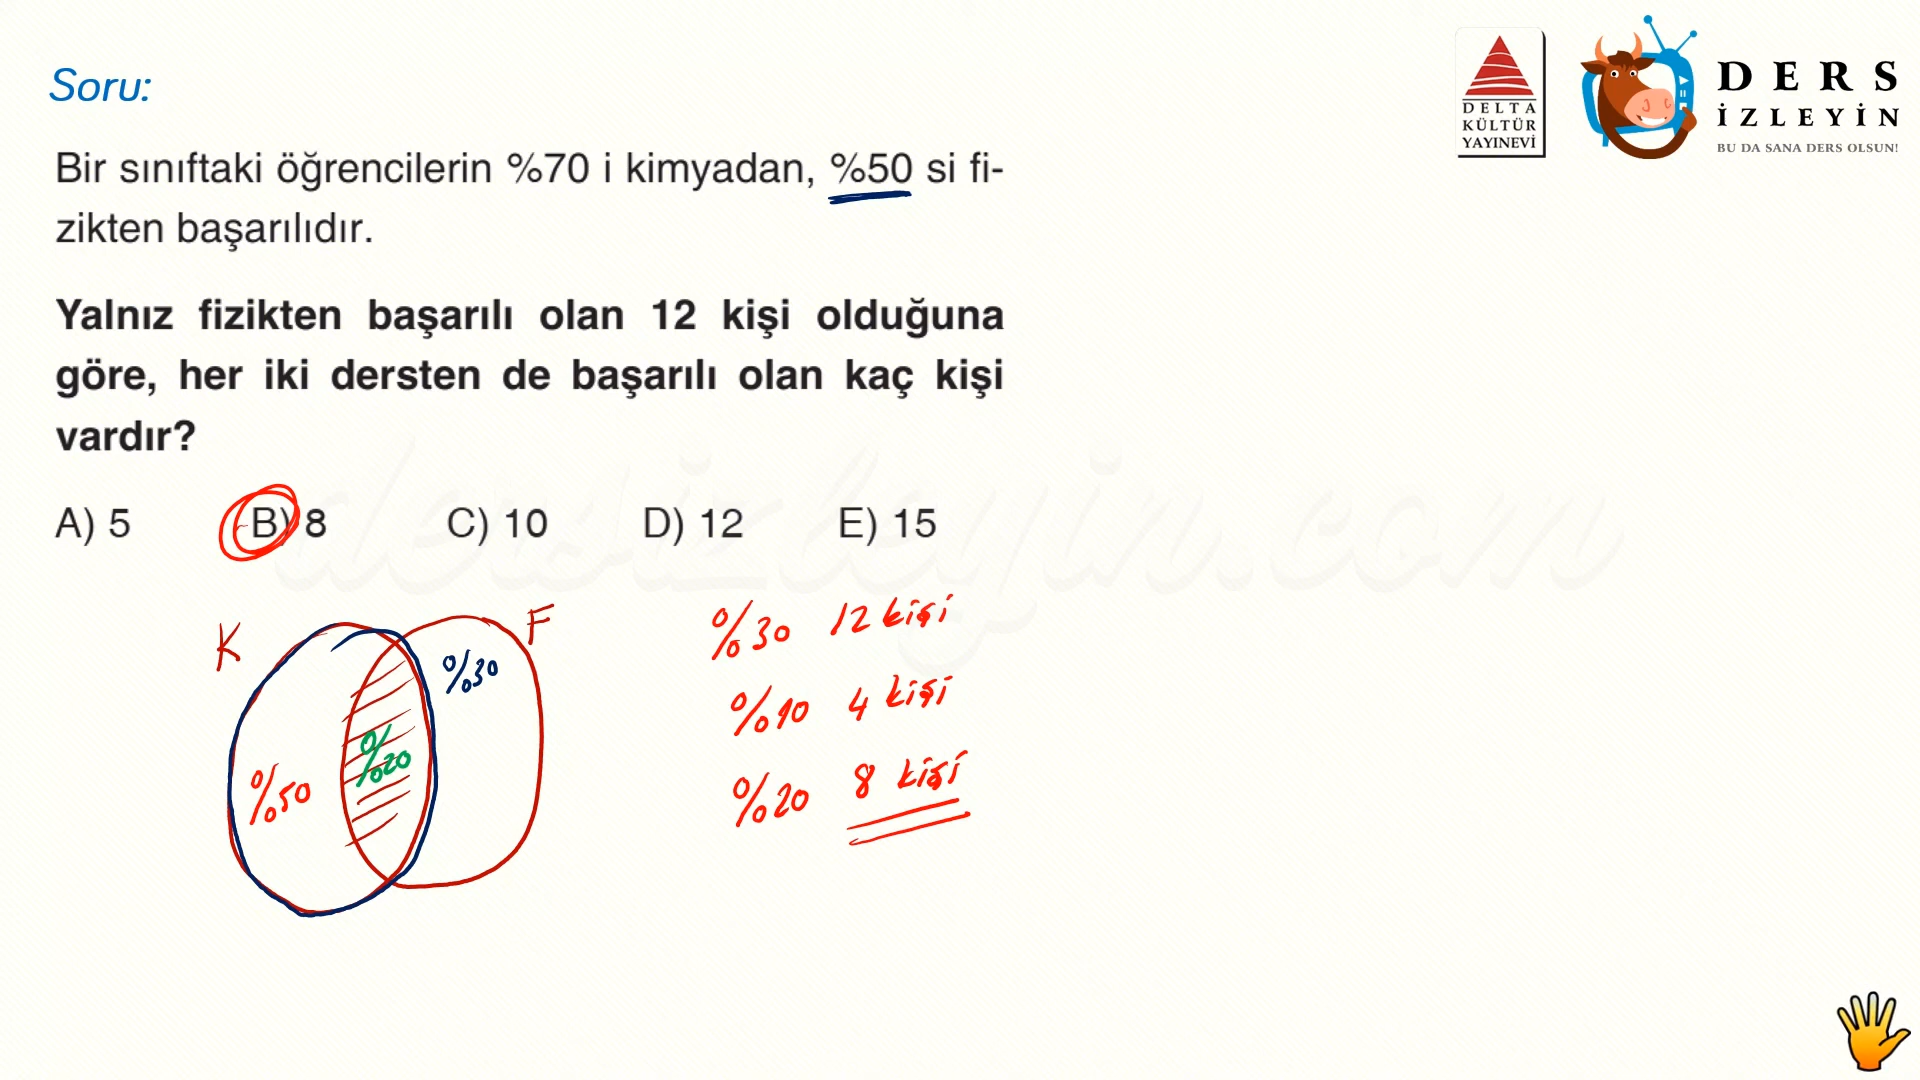 Soru:
DELTA
KÜLTÜR
YAYINEVİ
DERS
İZLEYİN
BU DA SANA DERS OLSUN!
Bir sınıftaki öğrencilerin %70 i kimyadan, %50 si fi-
zikten başarılıdır.
Yalnız fizikten başarılı olan 12 kişi olduğuna
göre, her iki dersten de başarılı olan kaç kişi
vardır?
A) 5 B) 8 C) 10 D) 12 E) 15
dersizleyin.com
K F
%30
%50 %20
%30 12 kişi
%10 4 kişi
%20 8 kişi